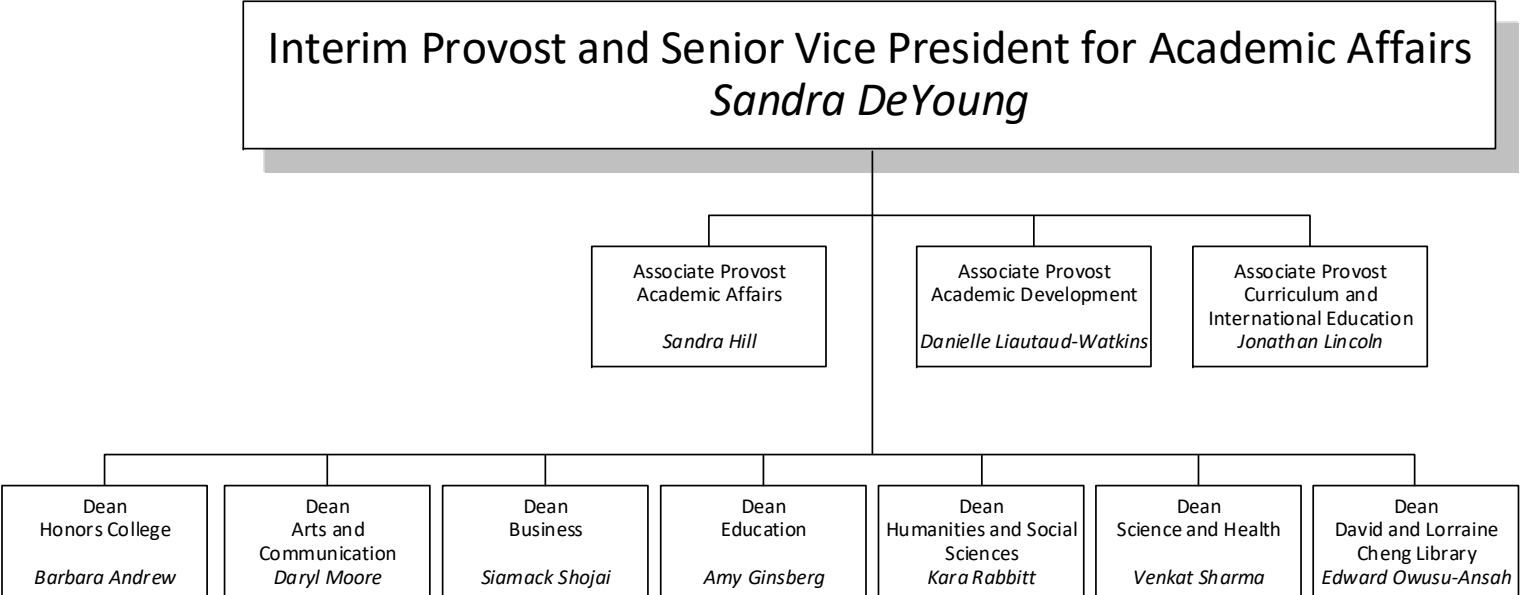 Interim Provost and Senior Vice President for Academic Affairs
Sandra DeYoung
Associate Provost
Academic Affairs
Sandra Hill
Associate Provost
Academic Development
Danielle Liautaud-Watkins
Associate Provost
Curriculum and
International Education
Jonathan Lincoln
Dean
Honors College
Barbara Andrew
Dean
Arts and
Communication
Daryl Moore
Dean
Business
Siamack Shojai
Dean
Education
Amy Ginsberg
Dean
Humanities and Social
Sciences
Kara Rabbitt
Dean
Science and Health
Venkat Sharma
Dean
David and Lorraine
Cheng Library
Edward Owusu-Ansah